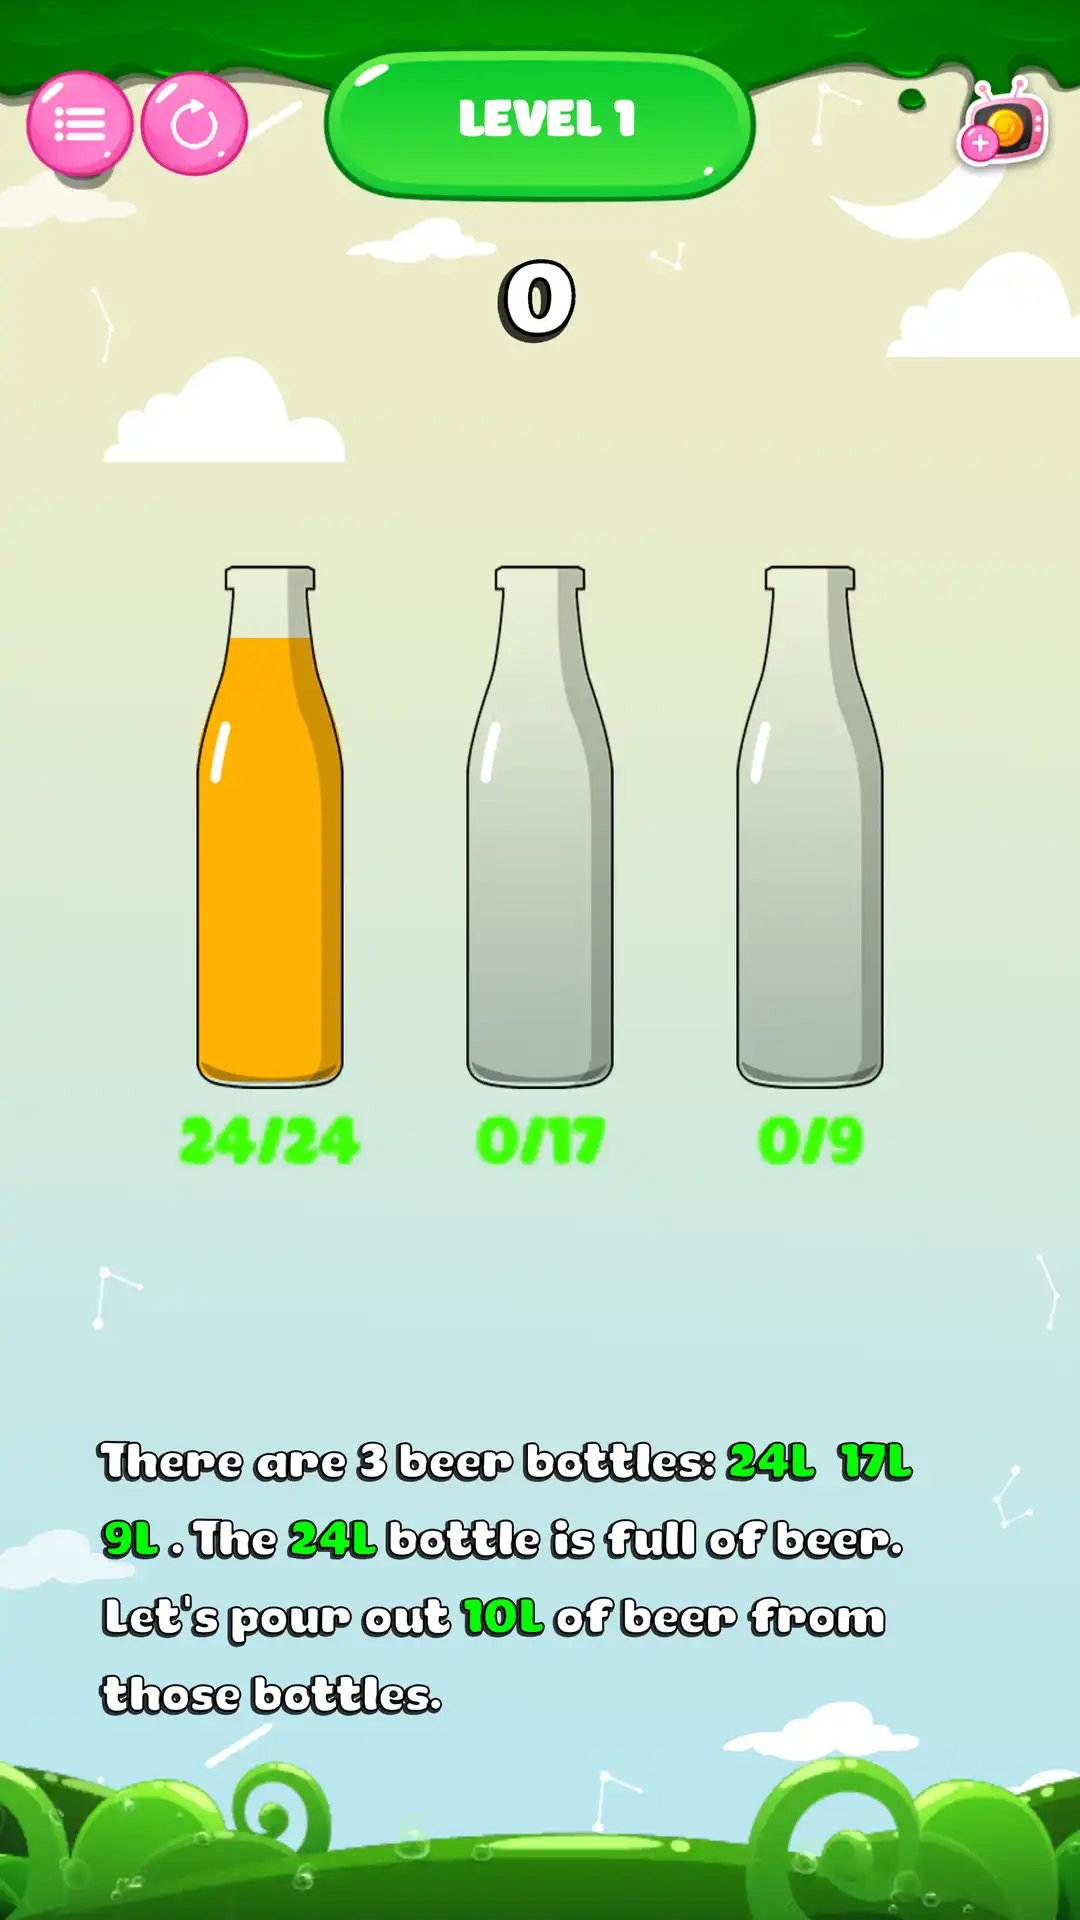 LEVEL 1
0
24/24 0/17 0/9
There are 3 beer bottles: 24L 17L
9L . The 24L bottle is full of beer.
Let's pour out 10L of beer from
those bottles.